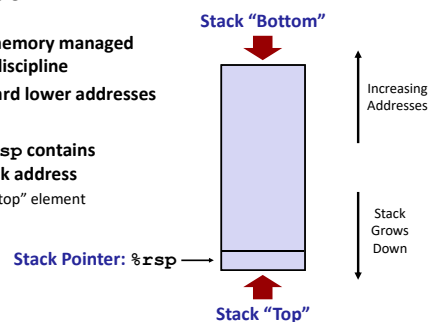 Stack “Bottom”
memory managed
discipline
lower addresses
Increasing
Addresses
rsp contains
address
top” element
Stack
Grows
Down
Stack Pointer: %rsp
Stack “Top”